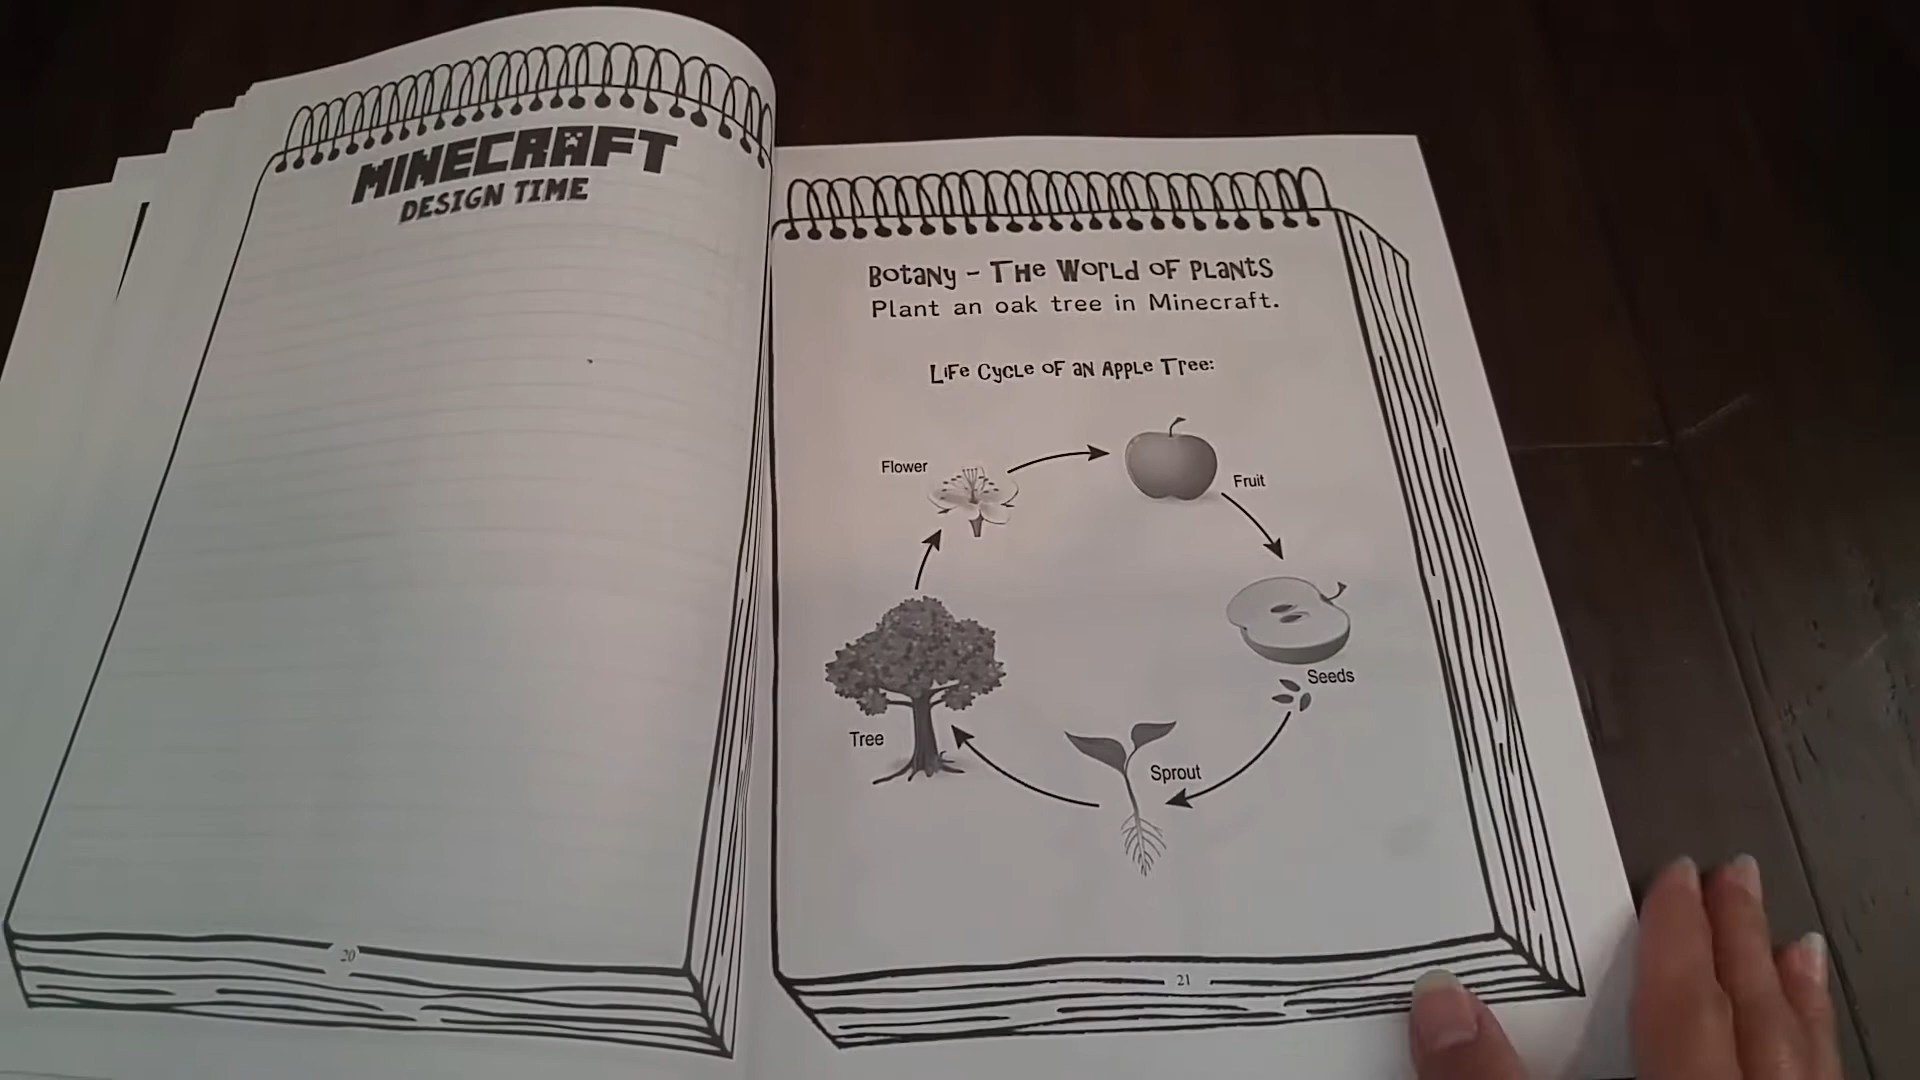 MINECRAFT
DESIGN TIME
20
Botany - The World of Plants
Plant an oak tree in Minecraft.
Life Cycle of an Apple Tree:
Flower
Fruit
Seeds
Sprout
Tree
21